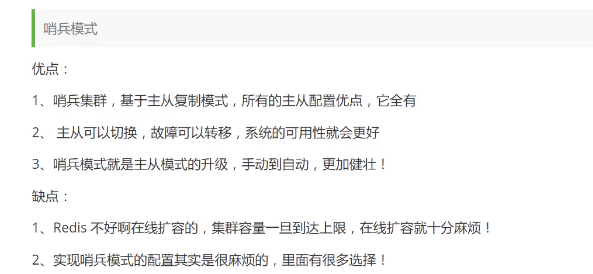 哨兵模式
优点：
1、哨兵集群，基于主从复制模式，所有的主从配置优点，它全有
2、 主从可以切换，故障可以转移，系统的可用性就会更好
3、哨兵模式就是主从模式的升级，手动到自动，更加健壮！
缺点：
1、Redis 不好啊在线扩容的，集群容量一旦到达上限，在线扩容就十分麻烦！
2、实现哨兵模式的配置其实是很麻烦的，里面有很多选择！